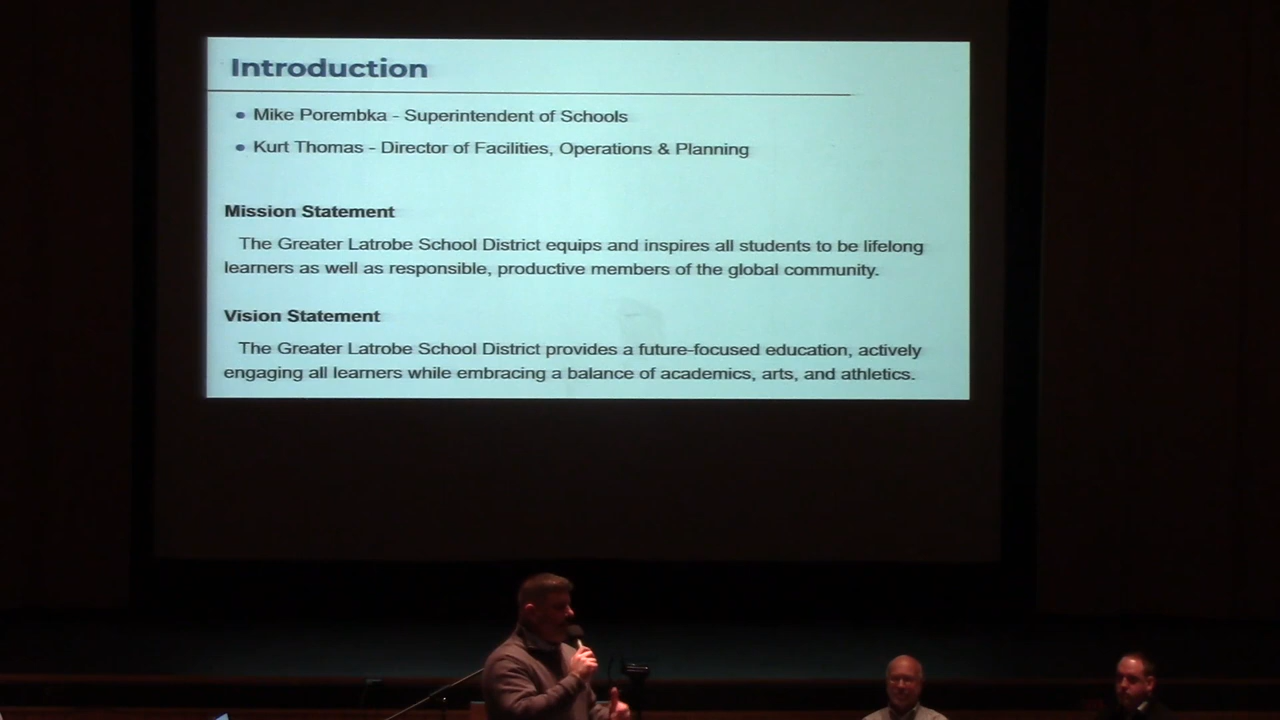 Introduction
• Mike Porembka - Superintendent of Schools
• Kurt Thomas - Director of Facilities, Operations & Planning
Mission Statement
The Greater Latrobe School District equips and inspires all students to be lifelong
learners as well as responsible, productive members of the global community.
Vision Statement
The Greater Latrobe School District provides a future-focused education, actively
engaging all learners while embracing a balance of academics, arts, and athletics.